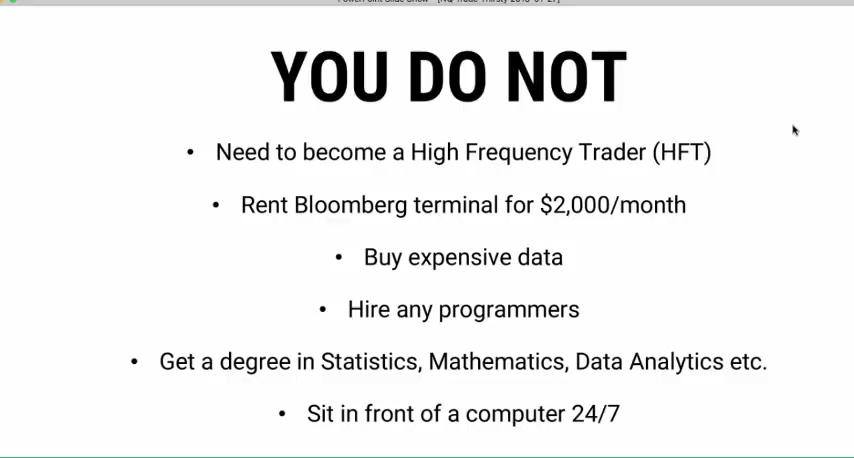 YOU DO NOT
• Need to become a High Frequency Trader (HFT)
• Rent Bloomberg terminal for $2,000/month
• Buy expensive data
• Hire any programmers
• Get a degree in Statistics, Mathematics, Data Analytics etc.
• Sit in front of a computer 24/7